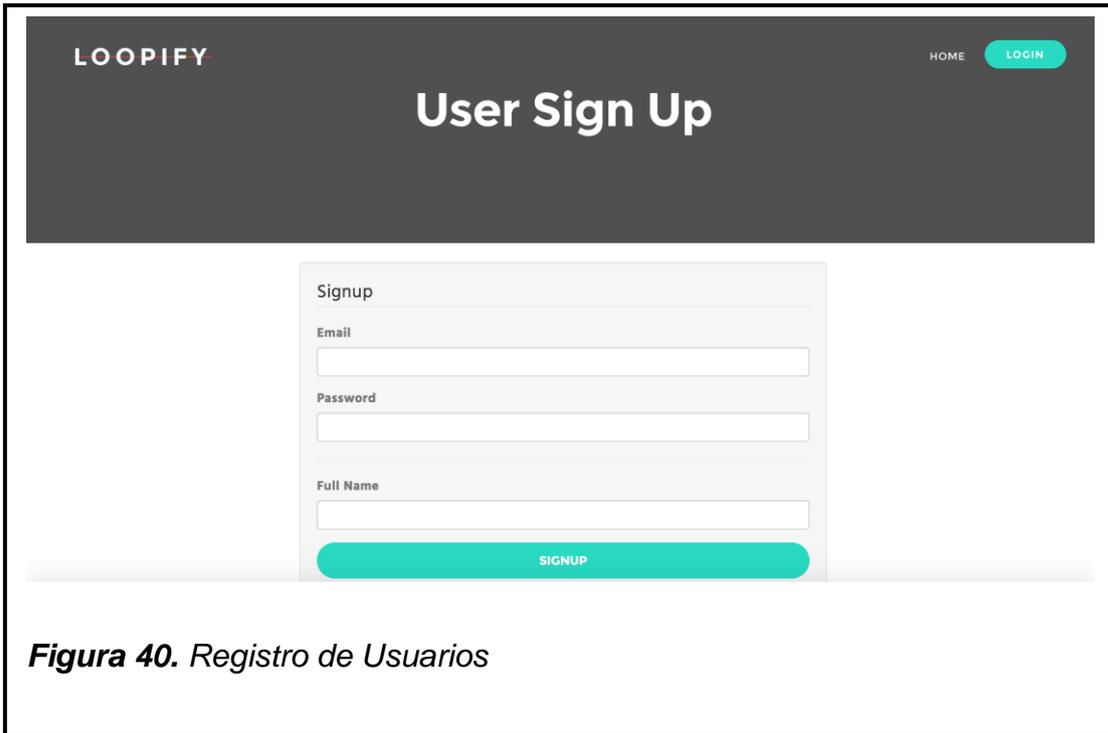 LOOPIFY
HOME
LOGIN
User Sign Up
Signup
Email
Password
Full Name
SIGNUP
Figura 40. Registro de Usuarios